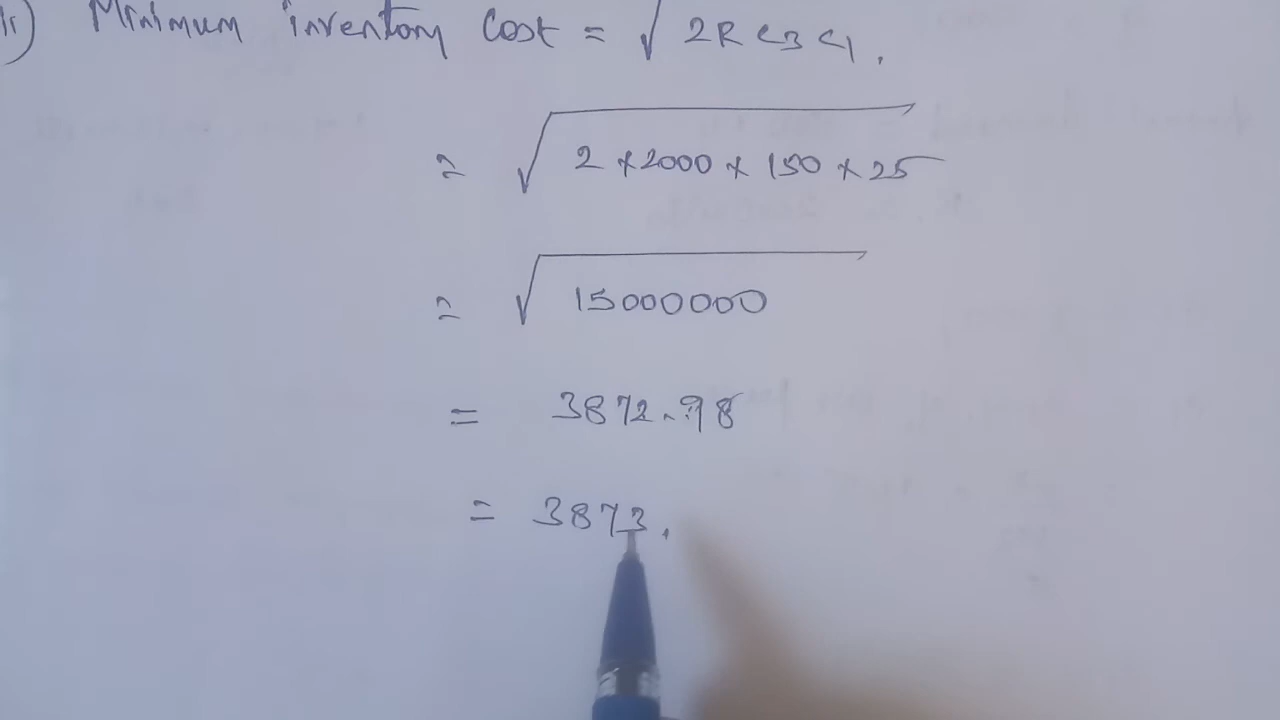 ii) Minimum inventory Cost = √2RC3C1.
= √2×2000×150×25
= √15000000
= 3872.98
= 3873.